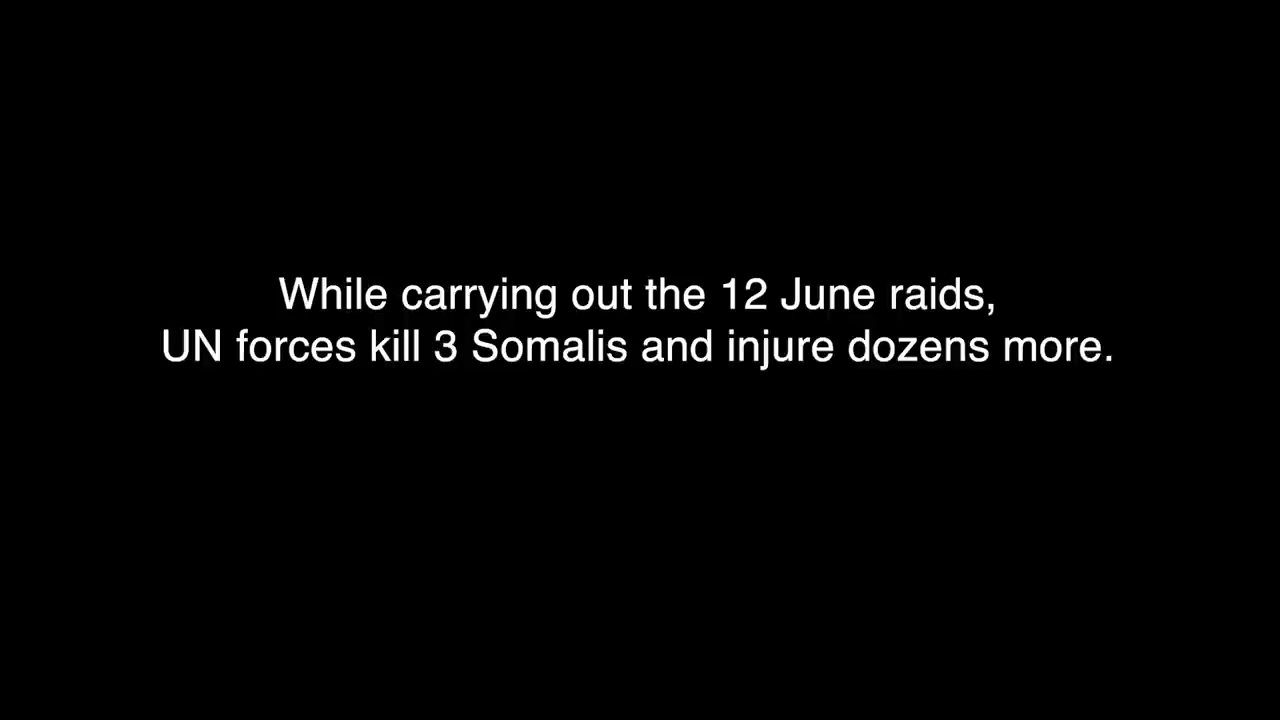 While carrying out the 12 June raids,
UN forces kill 3 Somalis and injure dozens more.